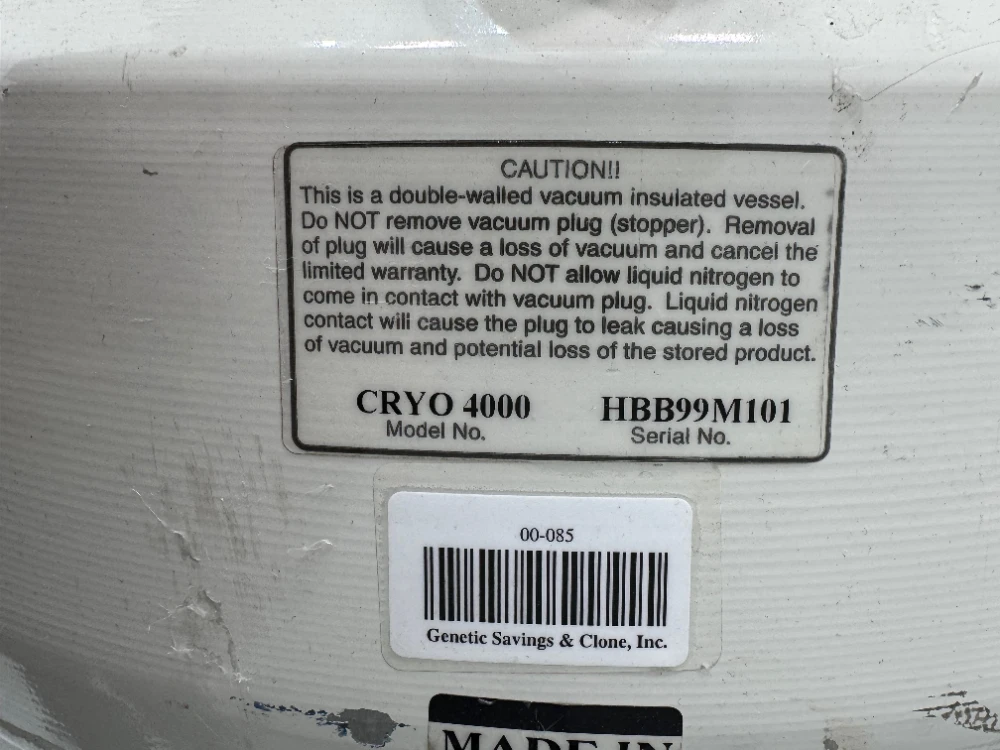 CAUTION!!
This is a double-walled vacuum insulated vessel.
Do NOT remove vacuum plug (stopper). Removal
of plug will cause a loss of vacuum and cancel the
limited warranty. Do NOT allow liquid nitrogen to
come in contact with vacuum plug. Liquid nitrogen
contact will cause the plug to leak causing a loss
of vacuum and potential loss of the stored product.
CRYO 4000 HBB99M101
Model No. Serial No.
00-085
Genetic Savings & Clone, Inc.
MADE IN